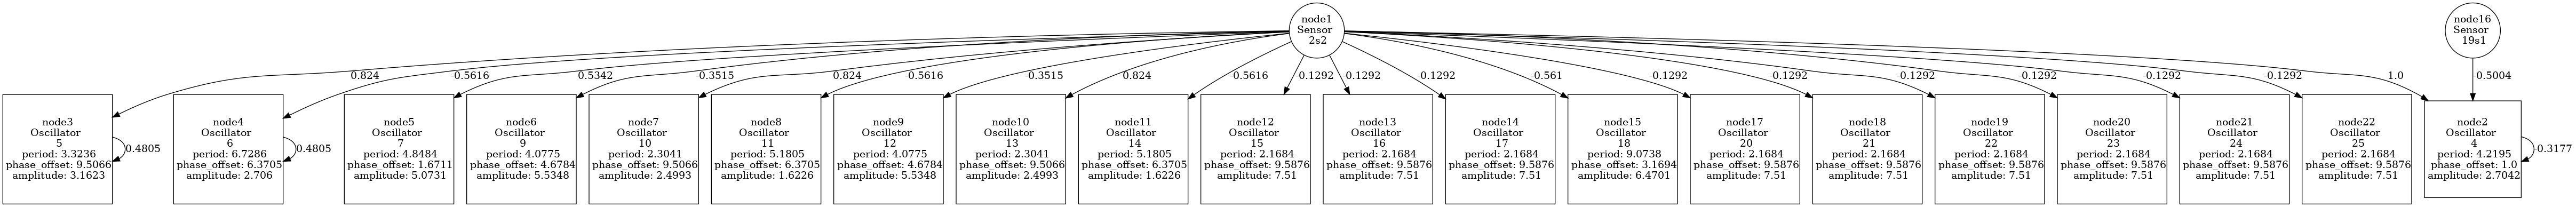 node1
Sensor
2s2
node16
Sensor
19s1
0.824
-0.5616
0.5342
-0.3515
0.824
-0.5616
-0.3515
0.824
-0.5616
-0.1292
-0.1292
-0.1292
-0.561
-0.1292
-0.1292
-0.1292
-0.1292
-0.1292
-0.1292
1.0
-0.5004
node3
Oscillator
5
period: 3.3236
phase_offset: 9.5066
amplitude: 3.1623
0.4805
node4
Oscillator
6
period: 6.7286
phase_offset: 6.3705
amplitude: 2.706
0.4805
node5
Oscillator
7
period: 4.8484
phase_offset: 1.6711
amplitude: 5.0731
node6
Oscillator
9
period: 4.0775
phase_offset: 4.6784
amplitude: 5.5348
node7
Oscillator
10
period: 2.3041
phase_offset: 9.5066
amplitude: 2.4993
node8
Oscillator
11
period: 5.1805
phase_offset: 6.3705
amplitude: 1.6226
node9
Oscillator
12
period: 4.0775
phase_offset: 4.6784
amplitude: 5.5348
node10
Oscillator
13
period: 2.3041
phase_offset: 9.5066
amplitude: 2.4993
node11
Oscillator
14
period: 5.1805
phase_offset: 6.3705
amplitude: 1.6226
node12
Oscillator
15
period: 2.1684
phase_offset: 9.5876
amplitude: 7.51
node13
Oscillator
16
period: 2.1684
phase_offset: 9.5876
amplitude: 7.51
node14
Oscillator
17
period: 2.1684
phase_offset: 9.5876
amplitude: 7.51
node15
Oscillator
18
period: 9.0738
phase_offset: 3.1694
amplitude: 6.4701
node17
Oscillator
20
period: 2.1684
phase_offset: 9.5876
amplitude: 7.51
node18
Oscillator
21
period: 2.1684
phase_offset: 9.5876
amplitude: 7.51
node19
Oscillator
22
period: 2.1684
phase_offset: 9.5876
amplitude: 7.51
node20
Oscillator
23
period: 2.1684
phase_offset: 9.5876
amplitude: 7.51
node21
Oscillator
24
period: 2.1684
phase_offset: 9.5876
amplitude: 7.51
node22
Oscillator
25
period: 2.1684
phase_offset: 9.5876
amplitude: 7.51
node2
Oscillator
4
period: 4.2195
phase_offset: 1.0
amplitude: 2.7042
-0.3177